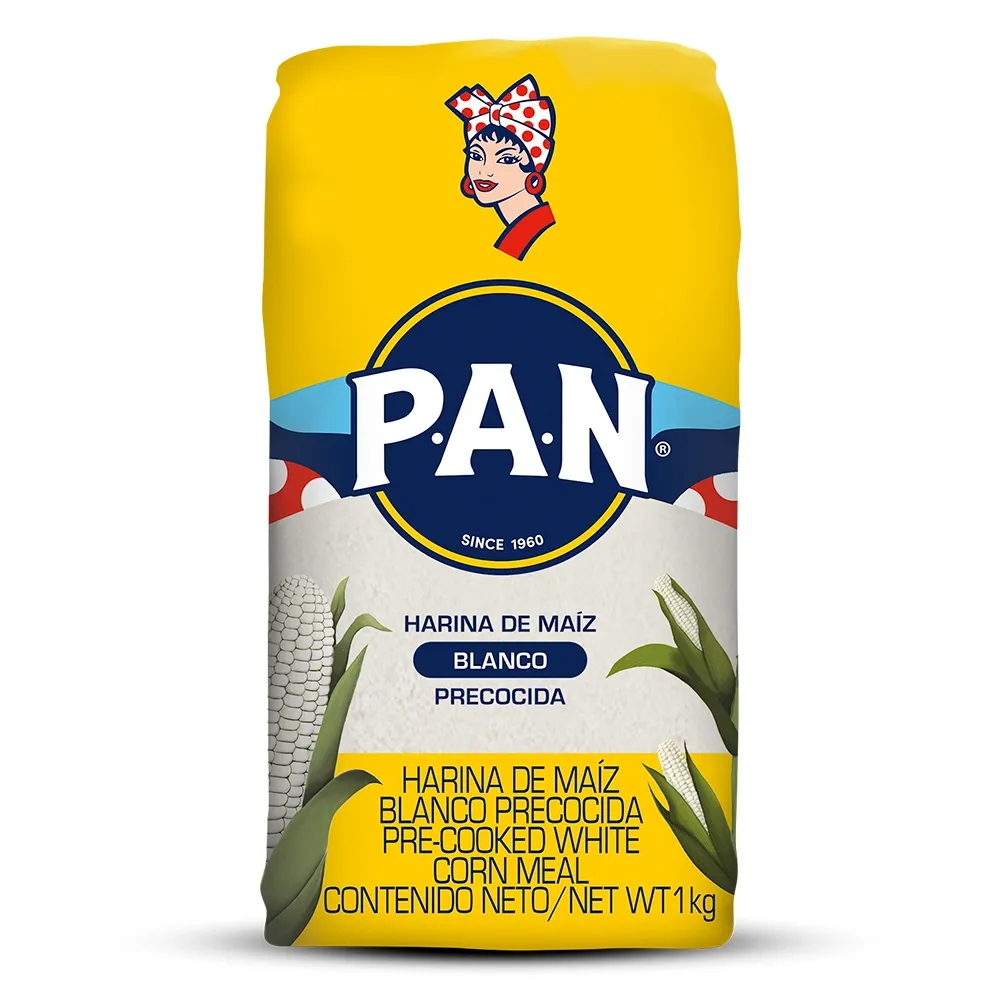 P.A.N
®
SINCE 1960
HARINA DE MAÍZ
BLANCO
PRECOCIDA
HARINA DE MAÍZ
BLANCO PRECOCIDA
PRE-COOKED WHITE
CORN MEAL
CONTENIDO NETO/NET WT 1kg